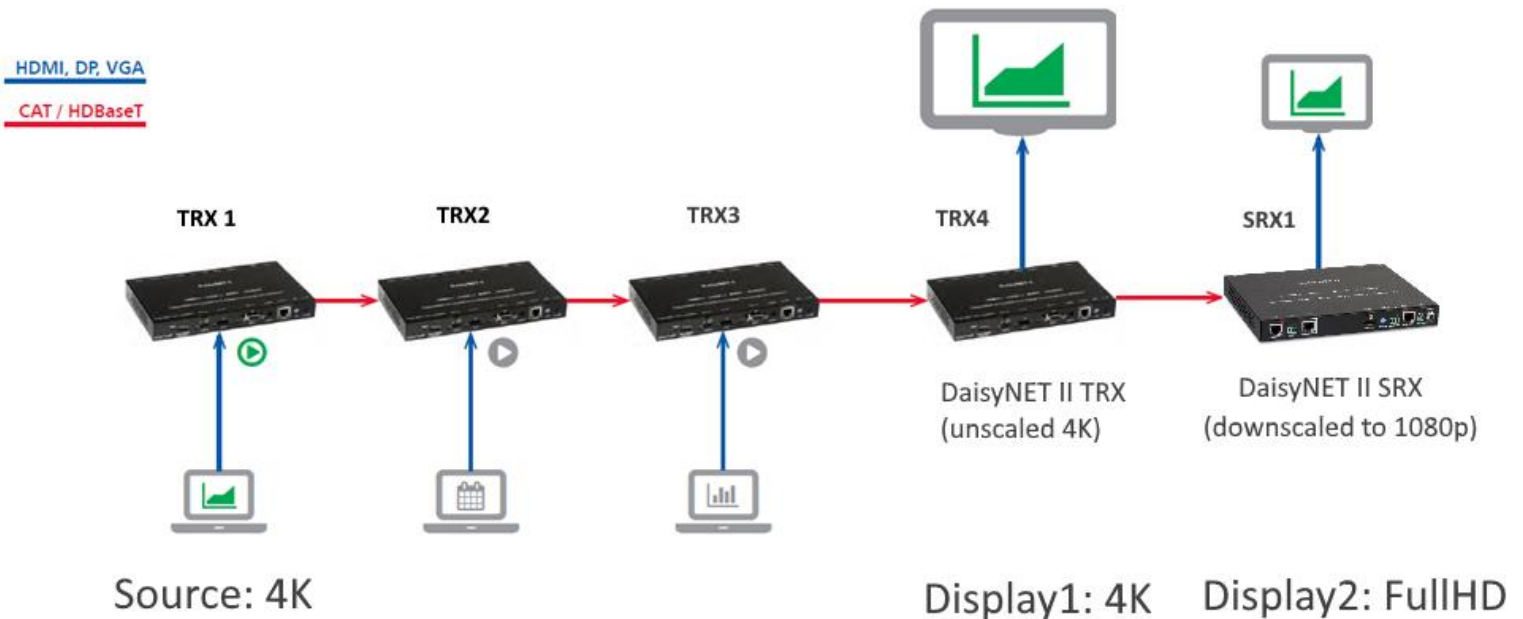 HDMI, DP, VGA
CAT / HDBaseT
TRX 1
TRX2
TRX3
TRX4
SRX1
DaisyNET II TRX
(unscaled 4K)
DaisyNET II SRX
(downscaled to 1080p)
Source: 4K
Display1: 4K
Display2: FullHD